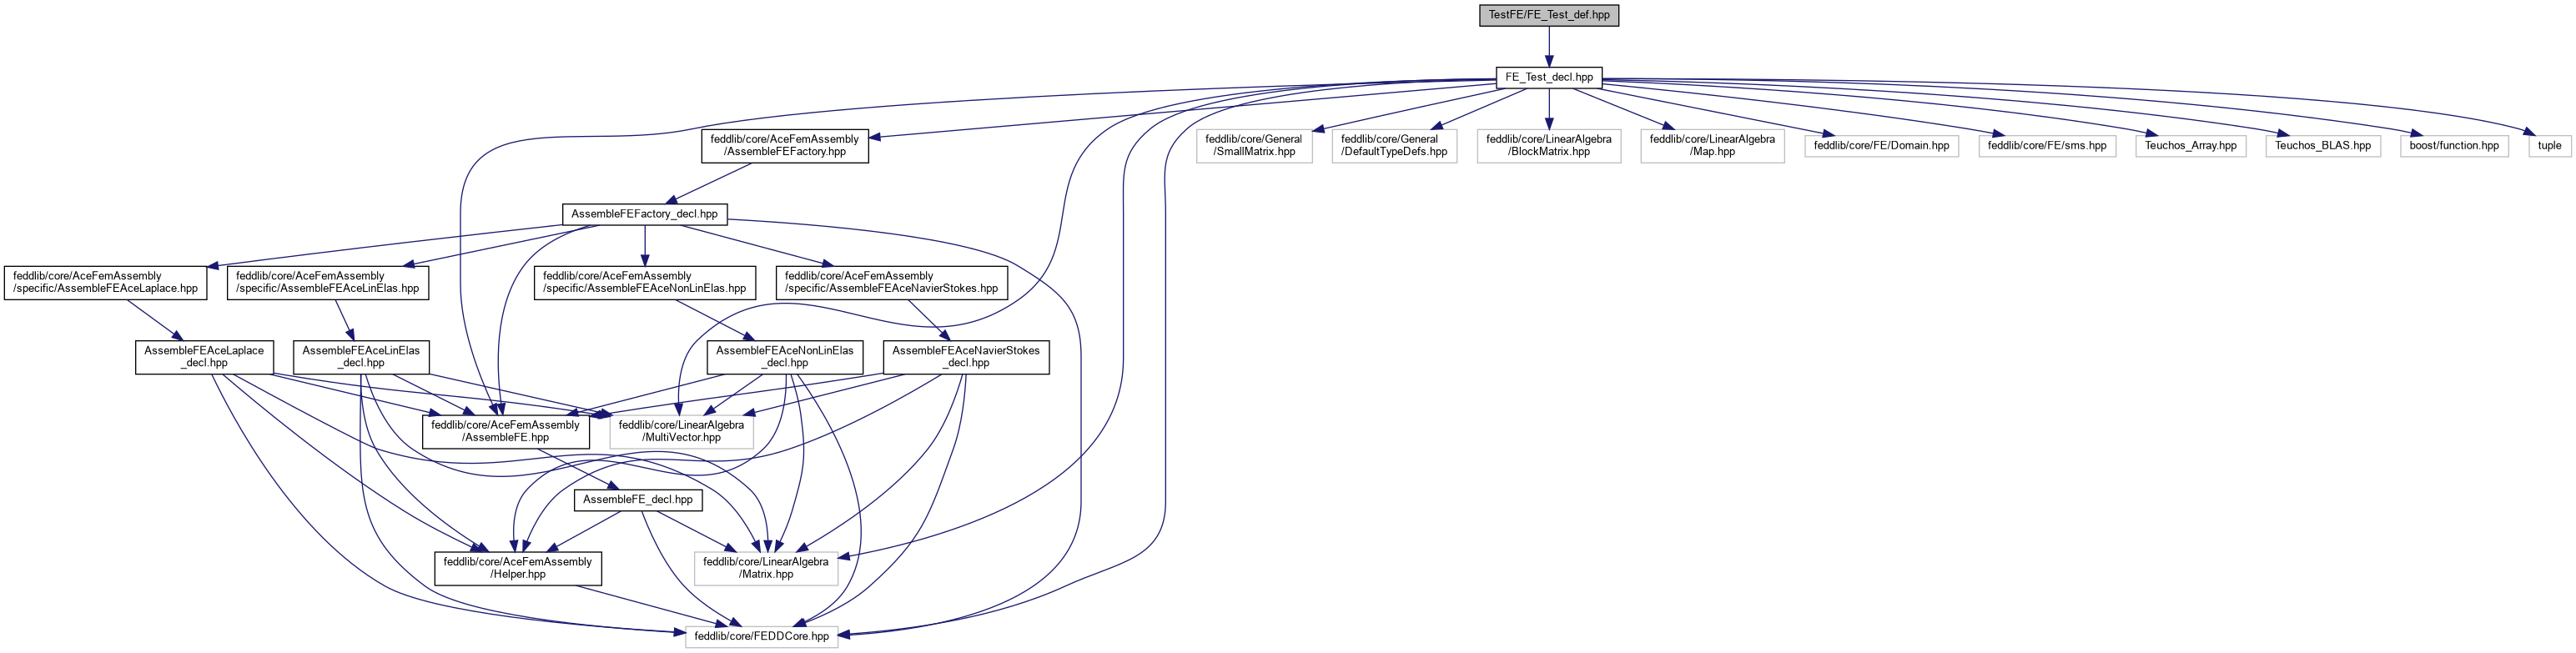 TestFE/FE_Test_def.hpp
FE_Test_decl.hpp
feddlib/core/AceFemAssembly
/AssembleFEFactory.hpp
feddlib/core/General
/SmallMatrix.hpp
feddlib/core/General
/DefaultTypeDefs.hpp
feddlib/core/LinearAlgebra
/BlockMatrix.hpp
feddlib/core/LinearAlgebra
/Map.hpp
feddlib/core/FE/Domain.hpp
feddlib/core/FE/sms.hpp
Teuchos_Array.hpp
Teuchos_BLAS.hpp
boost/function.hpp
tuple
AssembleFEFactory_decl.hpp
feddlib/core/AceFemAssembly
/specific/AssembleFEAceLaplace.hpp
feddlib/core/AceFemAssembly
/specific/AssembleFEAceLinElas.hpp
feddlib/core/AceFemAssembly
/specific/AssembleFEAceNonLinElas.hpp
feddlib/core/AceFemAssembly
/specific/AssembleFEAceNavierStokes.hpp
AssembleFEAceLaplace
_decl.hpp
AssembleFEAceLinElas
_decl.hpp
AssembleFEAceNonLinElas
_decl.hpp
AssembleFEAceNavierStokes
_decl.hpp
feddlib/core/AceFemAssembly
/AssembleFE.hpp
feddlib/core/LinearAlgebra
/MultiVector.hpp
AssembleFE_decl.hpp
feddlib/core/AceFemAssembly
/Helper.hpp
feddlib/core/LinearAlgebra
/Matrix.hpp
feddlib/core/FEDDCore.hpp